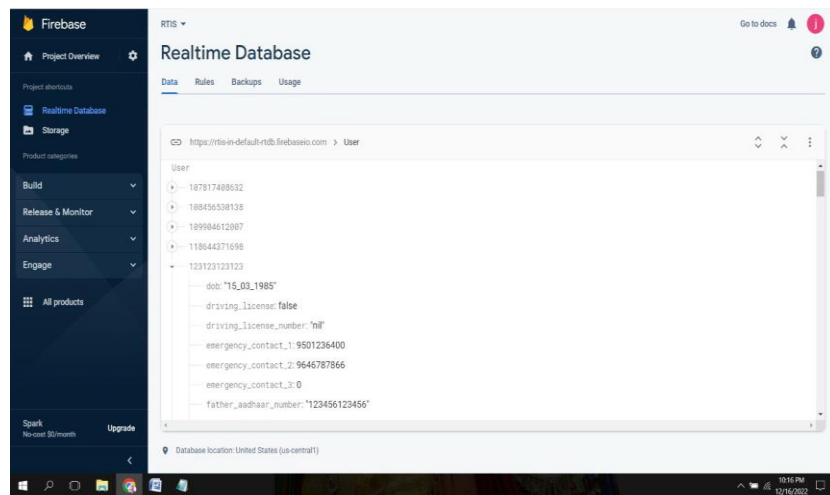 Firebase
RTIS
Go to docs
j
Project Overview
Realtime Database
?
Project shortcuts
Data Rules Backups Usage
Realtime Database
Storage
Product categories
Build
Release & Monitor
Analytics
Engage
All products
Spark
No-cost $0/month
Upgrade
https://rtis-in-default-rtdb.firebaseio.com > User
User
107817408632
108456530138
109904612007
118644371698
123123123123
dob: "15_03_1985"
driving_license: false
driving_license_number: "nil"
emergency_contact_1: 9501236400
emergency_contact_2: 9646787866
emergency_contact_3: 0
father_aadhaar_number: "123456123456"
Database location: United States (us-central1)
10:16 PM
12/16/2022